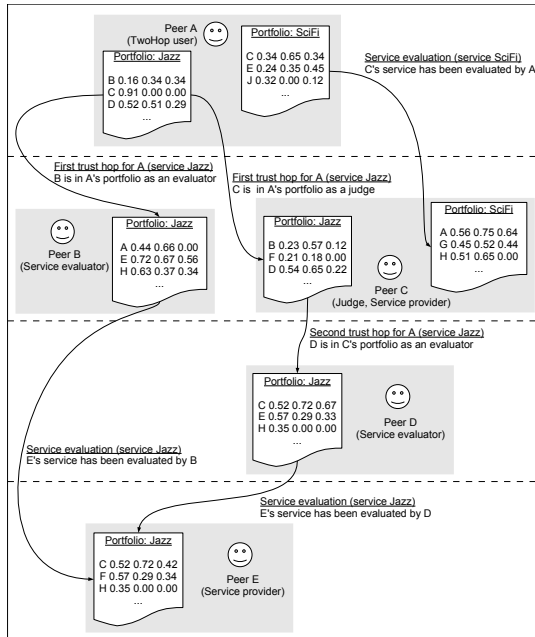 Peer A
(TwoHop user)
Portfolio: Jazz
B 0.16 0.34 0.34
C 0.91 0.00 0.00
D 0.52 0.51 0.29
...
Portfolio: SciFi
C 0.34 0.65 0.34
E 0.24 0.35 0.45
J 0.32 0.00 0.12
...
Service evaluation (service SciFi)
C's service has been evaluated by A
First trust hop for A (service Jazz)
B is in A's portfolio as an evaluator
First trust hop for A (service Jazz)
C is in A's portfolio as a judge
Peer B
(Service evaluator)
Portfolio: Jazz
A 0.44 0.66 0.00
E 0.72 0.67 0.56
H 0.63 0.37 0.34
...
Portfolio: Jazz
B 0.23 0.57 0.12
F 0.21 0.18 0.00
D 0.54 0.65 0.22
...
Peer C
(Judge, Service provider)
Portfolio: SciFi
A 0.56 0.75 0.64
G 0.45 0.52 0.44
H 0.51 0.65 0.00
...
Second trust hop for A (service Jazz)
D is in C's portfolio as an evaluator
Portfolio: Jazz
C 0.52 0.72 0.67
E 0.57 0.29 0.33
H 0.35 0.00 0.00
...
Peer D
(Service evaluator)
Service evaluation (service Jazz)
E's service has been evaluated by B
Service evaluation (service Jazz)
E's service has been evaluated by D
Portfolio: Jazz
C 0.52 0.72 0.42
F 0.57 0.29 0.34
H 0.35 0.00 0.00
...
Peer E
(Service provider)